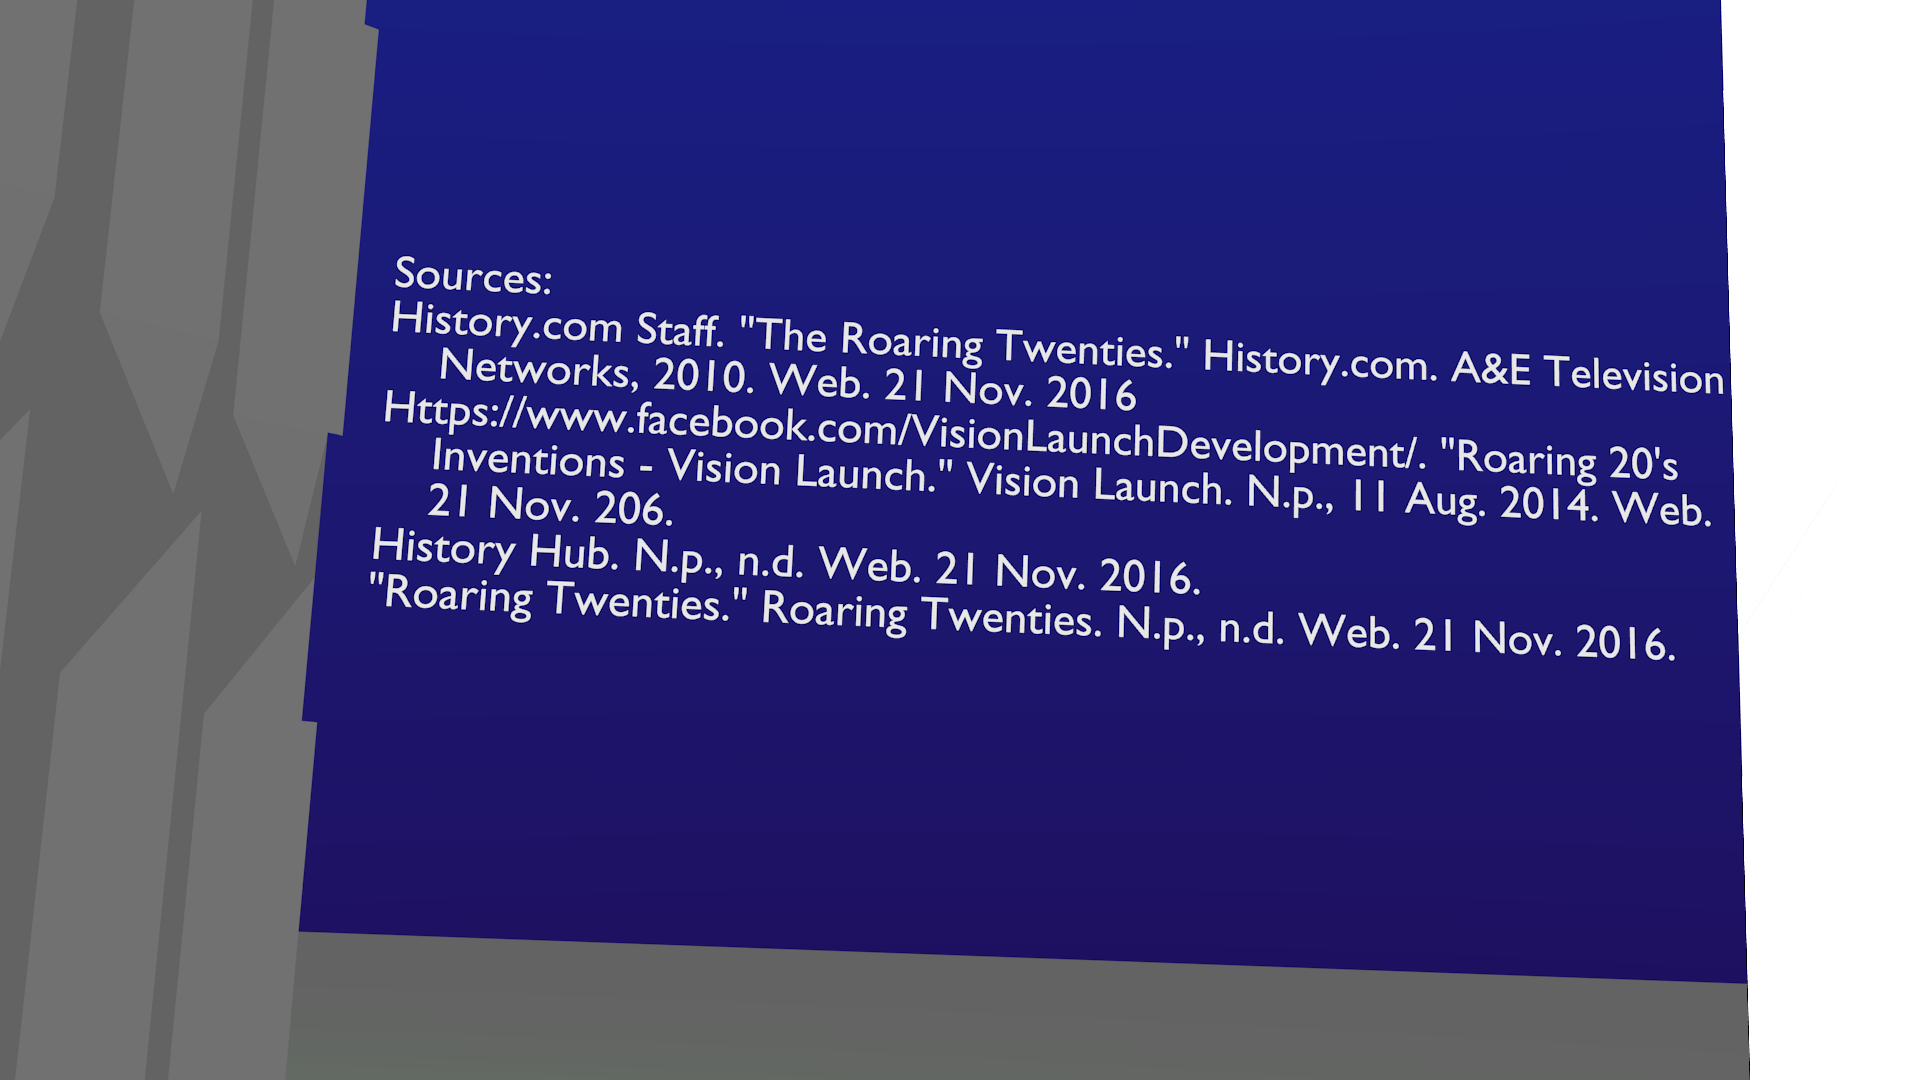 Sources:
History.com Staff. "The Roaring Twenties." History.com. A&E Television
Networks, 2010. Web. 21 Nov. 2016
Https://www.facebook.com/VisionLaunchDevelopment/. "Roaring 20's
Inventions - Vision Launch." Vision Launch. N.p., 11 Aug. 2014. Web.
21 Nov. 206.
History Hub. N.p., n.d. Web. 21 Nov. 2016.
"Roaring Twenties." Roaring Twenties. N.p., n.d. Web. 21 Nov. 2016.